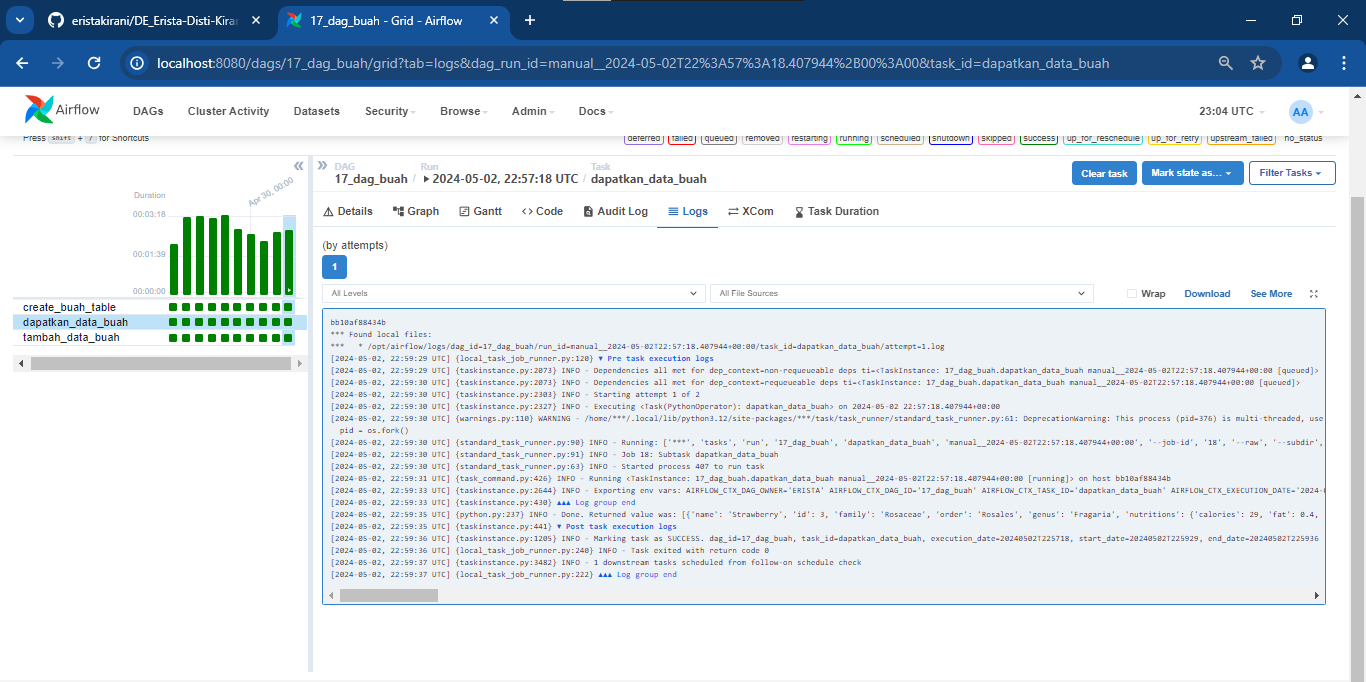 eristakirani/DE_Erista-Disti-Kiran
17_dag_buah - Grid - Airflow
localhost:8080/dags/17_dag_buah/grid?tab=logs&dag_run_id=manual__2024-05-02T22%3A57%3A18.407944%2B00%3A00&task_id=dapatkan_data_buah
Airflow DAGs Cluster Activity Datasets Security Browse Admin Docs 23:04 UTC AA
Press shift + / for Shortcuts
deferred failed queued removed restarting running scheduled shutdown skipped success up_for_reschedule up_for_retry upstream_failed no_status
DAG Run Task
17_dag_buah / 2024-05-02, 22:57:18 UTC / dapatkan_data_buah
Clear task Mark state as... Filter Tasks
Duration
Apr 30, 00:00
00:03:18
00:01:39
00:00:00
create_buah_table
dapatkan_data_buah
tambah_data_buah
Details Graph Gantt Code Audit Log Logs XCom Task Duration
(by attempts)
1
All Levels All File Sources Wrap Download See More
bb10af88434b
*** Found local files:
***   * /opt/airflow/logs/dag_id=17_dag_buah/run_id=manual__2024-05-02T22:57:18.407944+00:00/task_id=dapatkan_data_buah/attempt=1.log
[2024-05-02, 22:59:29 UTC] {local_task_job_runner.py:120} ▼ Pre task execution logs
[2024-05-02, 22:59:29 UTC] {taskinstance.py:2073} INFO - Dependencies all met for dep_context=non-requeueable deps ti=<TaskInstance: 17_dag_buah.dapatkan_data_buah manual__2024-05-02T22:57:18.407944+00:00 [queued]>
[2024-05-02, 22:59:30 UTC] {taskinstance.py:2073} INFO - Dependencies all met for dep_context=requeueable deps ti=<TaskInstance: 17_dag_buah.dapatkan_data_buah manual__2024-05-02T22:57:18.407944+00:00 [queued]>
[2024-05-02, 22:59:30 UTC] {taskinstance.py:2303} INFO - Starting attempt 1 of 2
[2024-05-02, 22:59:30 UTC] {taskinstance.py:2327} INFO - Executing <Task(PythonOperator): dapatkan_data_buah> on 2024-05-02 22:57:18.407944+00:00
[2024-05-02, 22:59:30 UTC] {warnings.py:110} WARNING - /home/***/.local/lib/python3.12/site-packages/***/task/task_runner/standard_task_runner.py:61: DeprecationWarning: This process (pid=376) is multi-threaded, use
pid = os.fork()
[2024-05-02, 22:59:30 UTC] {standard_task_runner.py:90} INFO - Running: ['***', 'tasks', 'run', '17_dag_buah', 'dapatkan_data_buah', 'manual__2024-05-02T22:57:18.407944+00:00', '--job-id', '18', '--raw', '--subdir',
[2024-05-02, 22:59:30 UTC] {standard_task_runner.py:91} INFO - Job 18: Subtask dapatkan_data_buah
[2024-05-02, 22:59:30 UTC] {standard_task_runner.py:63} INFO - Started process 407 to run task
[2024-05-02, 22:59:31 UTC] {task_command.py:426} INFO - Running <TaskInstance: 17_dag_buah.dapatkan_data_buah manual__2024-05-02T22:57:18.407944+00:00 [running]> on host bb10af88434b
[2024-05-02, 22:59:33 UTC] {taskinstance.py:2644} INFO - Exporting env vars: AIRFLOW_CTX_DAG_OWNER='ERISTA' AIRFLOW_CTX_DAG_ID='17_dag_buah' AIRFLOW_CTX_TASK_ID='dapatkan_data_buah' AIRFLOW_CTX_EXECUTION_DATE='2024-
[2024-05-02, 22:59:33 UTC] {taskinstance.py:430} ▲▲▲ Log group end
[2024-05-02, 22:59:35 UTC] {python.py:237} INFO - Done. Returned value was: [{'name': 'Strawberry', 'id': 3, 'family': 'Rosaceae', 'order': 'Rosales', 'genus': 'Fragaria', 'nutritions': {'calories': 29, 'fat': 0.4,
[2024-05-02, 22:59:35 UTC] {taskinstance.py:441} ▼ Post task execution logs
[2024-05-02, 22:59:36 UTC] {taskinstance.py:1205} INFO - Marking task as SUCCESS. dag_id=17_dag_buah, task_id=dapatkan_data_buah, execution_date=20240502T225718, start_date=20240502T225929, end_date=20240502T225936
[2024-05-02, 22:59:36 UTC] {local_task_job_runner.py:240} INFO - Task exited with return code 0
[2024-05-02, 22:59:37 UTC] {taskinstance.py:3482} INFO - 1 downstream tasks scheduled from follow-on schedule check
[2024-05-02, 22:59:37 UTC] {local_task_job_runner.py:222} ▲▲▲ Log group end